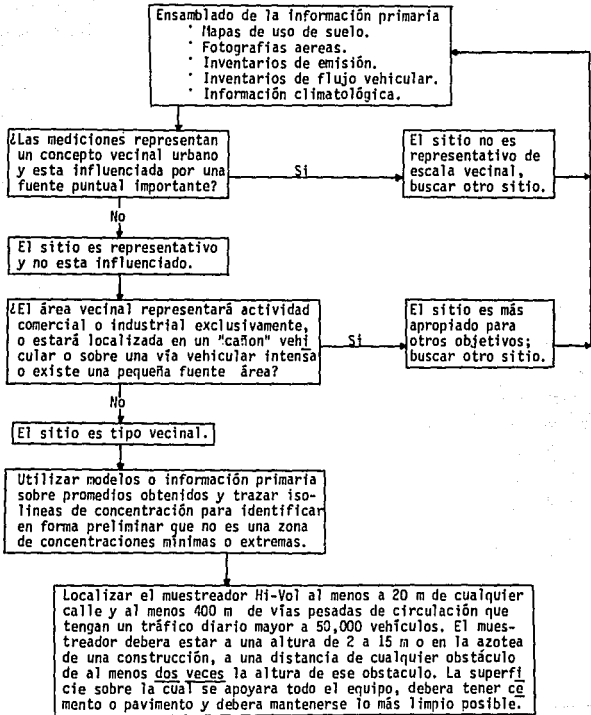 Ensamblado de la información primaria
· Mapas de uso de suelo.
· Fotografias aereas.
· Inventarios de emisión.
· Inventarios de flujo vehicular.
· Información climatológica.
¿Las mediciones representan
un concepto vecinal urbano
y esta influenciada por una
fuente puntual importante?
Si
El sitio no es
representativo de
escala vecinal,
buscar otro sitio.
No
El sitio es representativo
y no esta influenciado.
¿El área vecinal representará actividad
comercial o industrial exclusivamente,
o estará localizada en un "cañon" vehi
cular o sobre una vía vehicular intensa
o existe una pequeña fuente área?
Si
El sitio es más
apropiado para
otros objetivos;
buscar otro sitio.
No
El sitio es tipo vecinal.
Utilizar modelos o información primaria
sobre promedios obtenidos y trazar iso-
lineas de concentración para identificar
en forma preliminar que no es una zona
de concentraciones mínimas o extremas.
Localizar el muestreador Hi-Vol al menos a 20 m de cualquier
calle y al menos 400 m de vías pesadas de circulación que
tengan un tráfico diario mayor a 50,000 vehículos. El mues-
treador debera estar a una altura de 2 a 15 m o en la azotea
de una construcción, a una distancia de cualquier obstáculo
de al menos dos veces la altura de ese obstaculo. La superfi
cie sobre la cual se apoyara todo el equipo, debera tener ce
mento o pavimento y debera mantenerse lo más limpio posible.